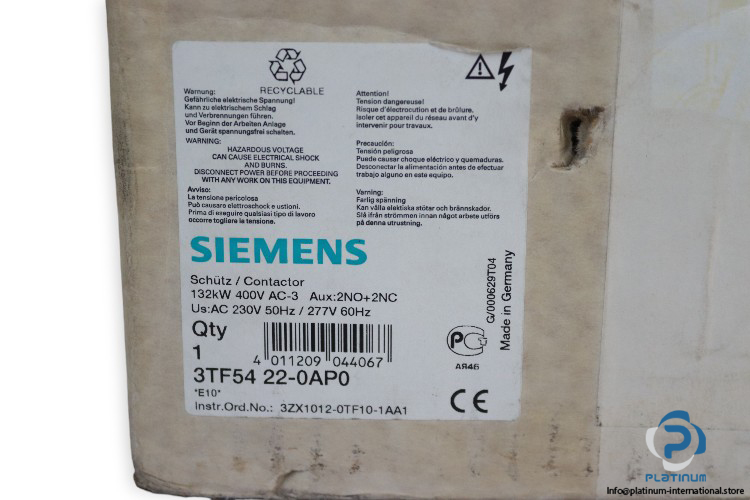 RECYCLABLE
Warnung:
Gefährliche elektrische Spannung!
Kann zu elektrischem Schlag
und Verbrennungen führen.
Vor Beginn der Arbeiten Anlage
und Gerät spannungsfrei schalten.
WARNING:
HAZARDOUS VOLTAGE
CAN CAUSE ELECTRICAL SHOCK
AND BURNS.
DISCONNECT POWER BEFORE PROCEEDING
WITH ANY WORK ON THIS EQUIPMENT.
Avviso:
La tensione pericolosa
Può causare elettroshock e ustioni.
Prima di eseguire qualsiasi tipo di lavoro
occorre togliere la tensione.
Attention!
Tension dangereuse!
Risque d'électrocution et de brûlure.
Isoler cet appareil du réseau avant d'y
intervenir pour travaux.
Precaución:
Tensión peligrosa
Puede causar choque eléctrico y quemaduras.
Desconectar la alimentación antes de efectuar
trabajo alguno en este equipo.
Varning:
Farlig spänning
Kan vålla elektiska stötar och brännskador.
Slå ifrån strömmen innan något arbete utförs
på denna utrustning.
SIEMENS
Schütz / Contactor
132kW 400V AC-3 Aux:2NO+2NC
Us:AC 230V 50Hz / 277V 60Hz
Qty
1
4 011209 044067
3TF54 22-0AP0
*E10*
Instr.Ord.No.: 3ZX1012-0TF10-1AA1
G/000629T04
Made in Germany
АЯ46
CE
PLATINUM
Info@platinum-international.store